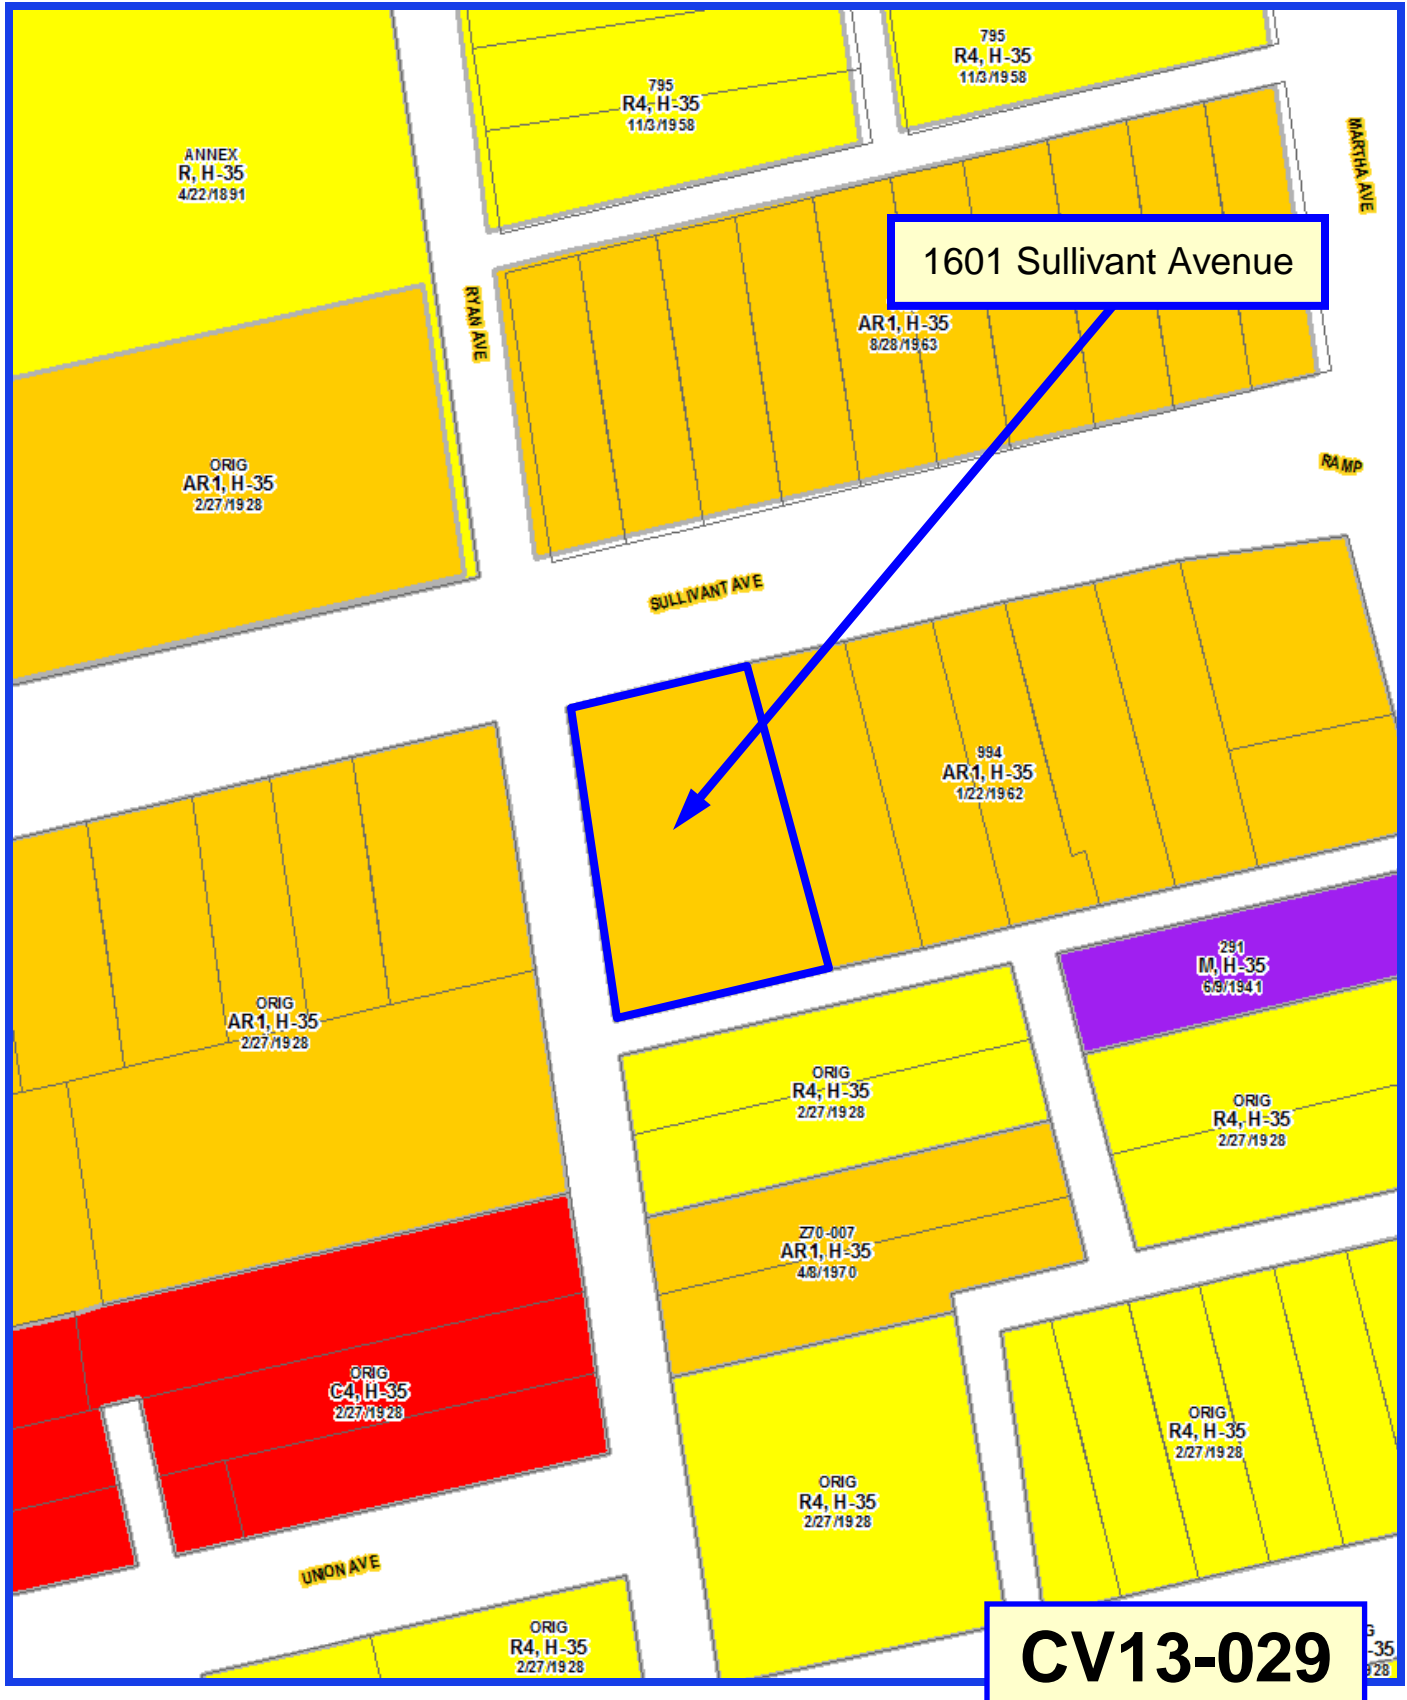 795
R4, H-35
11/3/1958
795
R4, H-35
11/3/1958
MARTHA AVE
ANNEX
R, H-35
4/22/1891
1601 Sullivant Avenue
RYAN AVE
AR1, H-35
8/28/1963
ORIG
AR1, H-35
2/27/1928
RAMP
SULLIVANT AVE
994
AR1, H-35
1/22/1962
291
M, H-35
6/9/1941
ORIG
AR1, H-35
2/27/1928
ORIG
R4, H-35
2/27/1928
ORIG
R4, H-35
2/27/1928
Z70-007
AR1, H-35
4/8/1970
ORIG
C4, H-35
2/27/1928
ORIG
R4, H-35
2/27/1928
ORIG
R4, H-35
2/27/1928
UNION AVE
ORIG
R4, H-35
2/27/1928
CV13-029
G
-35
28